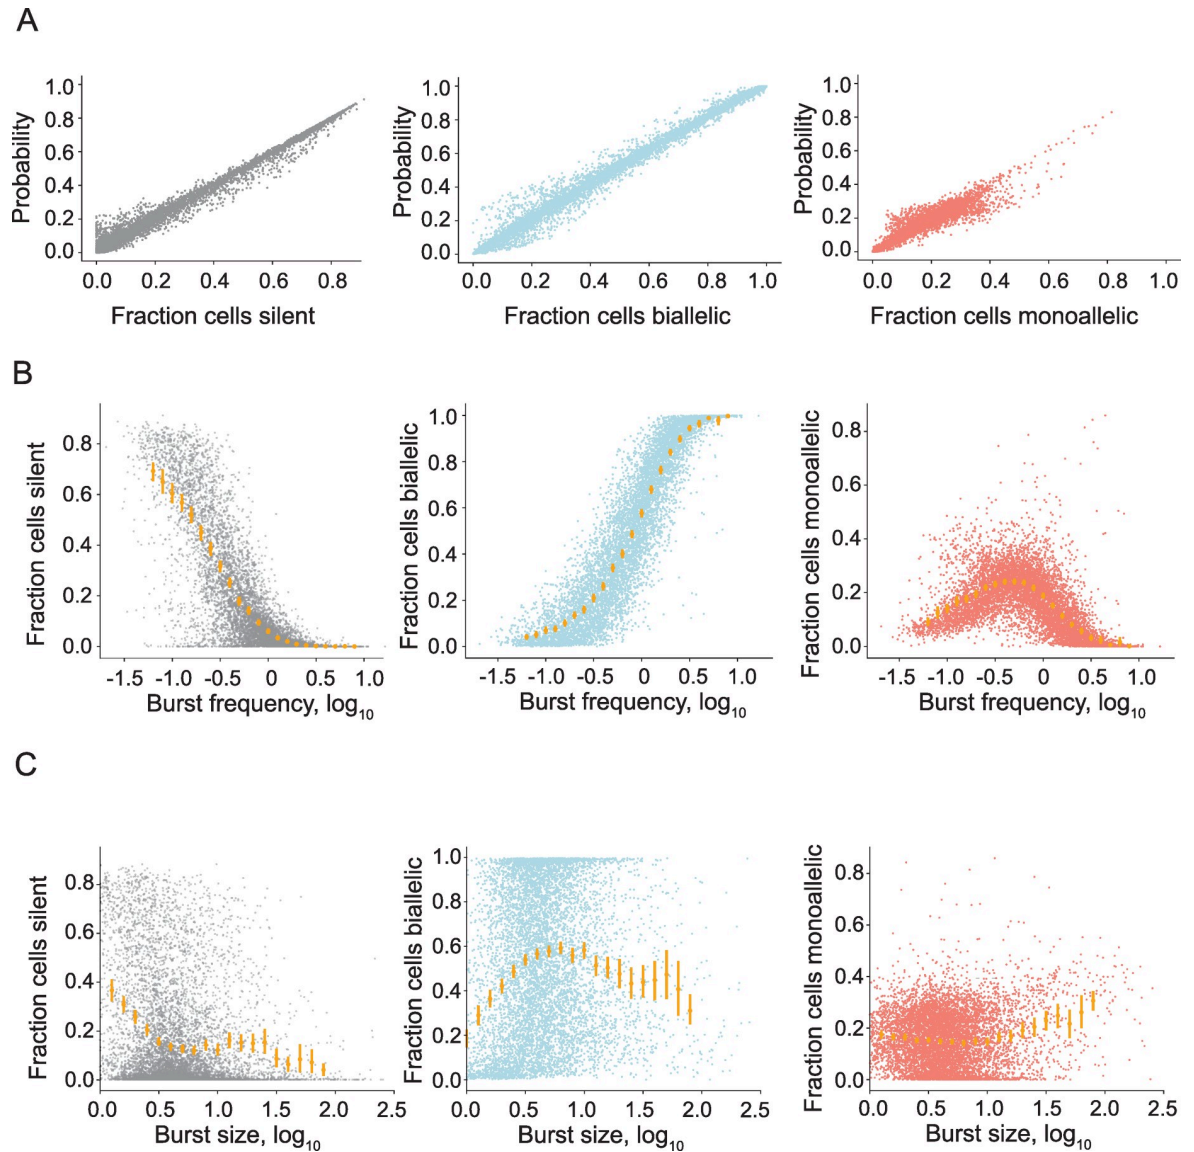 A
Probability
1.0
0.8
0.6
0.4
0.2
0.0
0.0 0.2 0.4 0.6 0.8
Fraction cells silent
Probability
1.0
0.8
0.6
0.4
0.2
0.0
0.0 0.2 0.4 0.6 0.8 1.0
Fraction cells biallelic
Probability
1.0
0.8
0.6
0.4
0.2
0.0
0.0 0.2 0.4 0.6 0.8 1.0
Fraction cells monoallelic
B
Fraction cells silent
0.8
0.6
0.4
0.2
0.0
-1.5 -1.0 -0.5 0 0.5 1.0
Burst frequency, log10
Fraction cells biallelic
1.0
0.8
0.6
0.4
0.2
0.0
-1.5 -1.0 -0.5 0 0.5 1.0
Burst frequency, log10
Fraction cells monoallelic
0.8
0.6
0.4
0.2
0.0
-1.5 -1.0 -0.5 0 0.5 1.0
Burst frequency, log10
C
Fraction cells silent
0.8
0.6
0.4
0.2
0.0
0.0 0.5 1.0 1.5 2.0 2.5
Burst size, log10
Fraction cells biallelic
1.0
0.8
0.6
0.4
0.2
0.0
0.0 0.5 1.0 1.5 2.0 2.5
Burst size, log10
Fraction cells monoallelic
0.8
0.6
0.4
0.2
0.0
0.0 0.5 1.0 1.5 2.0 2.5
Burst size, log10